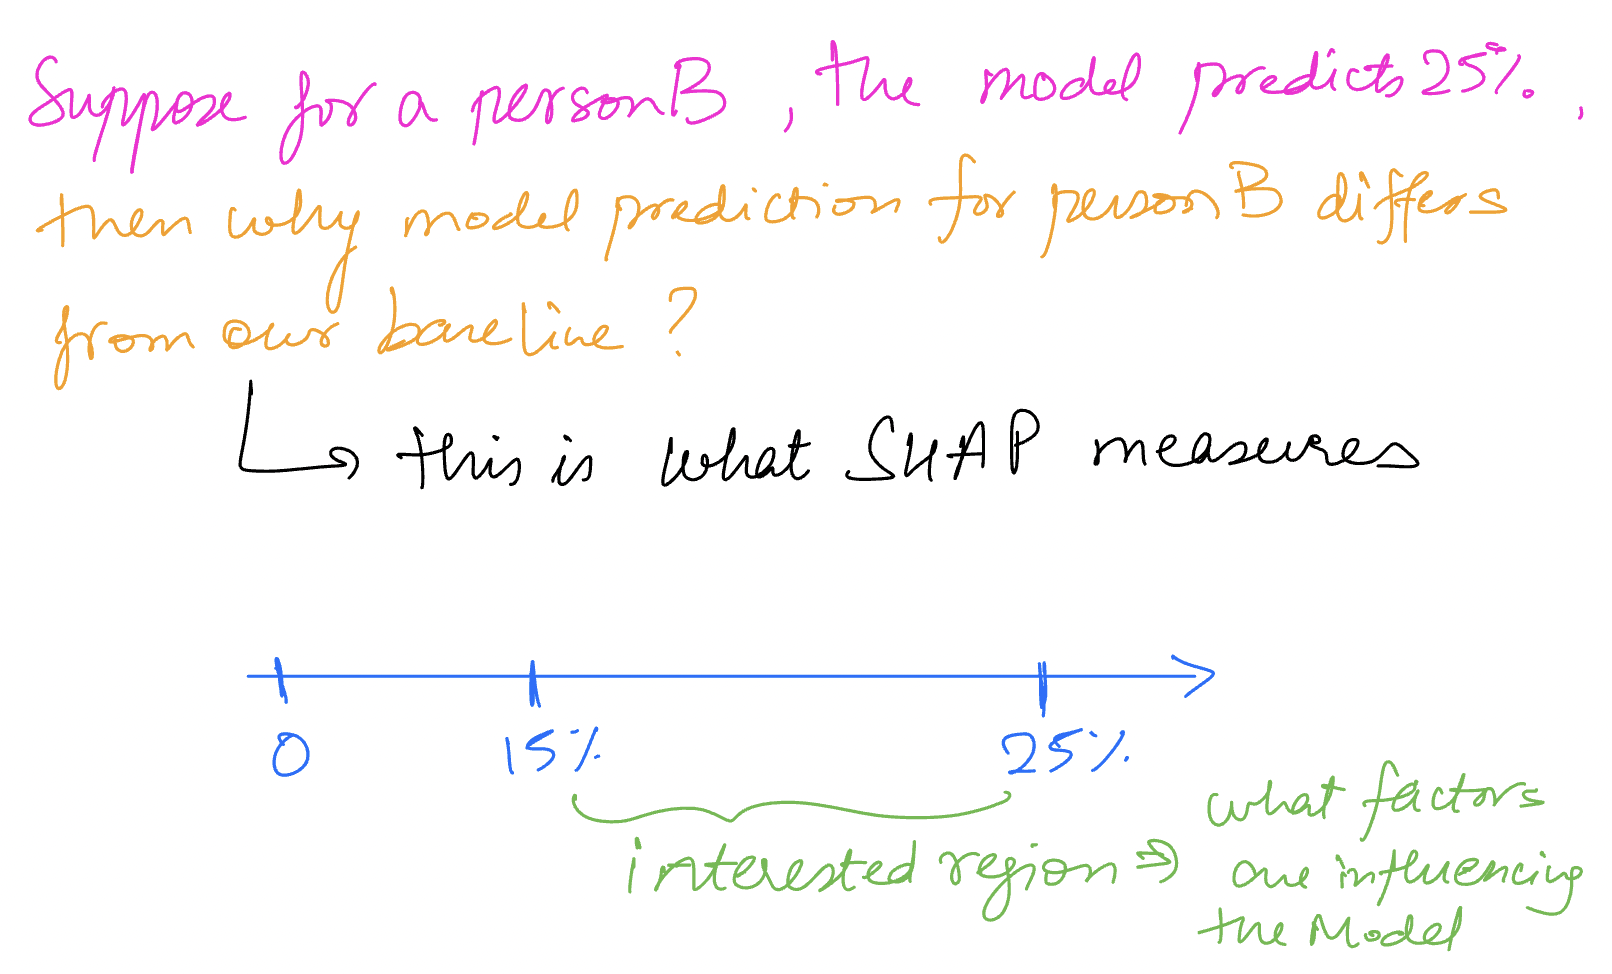 Suppose for a person B, the model predicts 25%.,
then why model prediction for person B differs
from our baseline?
this is what SHAP measures
0 15% 25%.
interested region ⇒ what factors
are influencing
the Model